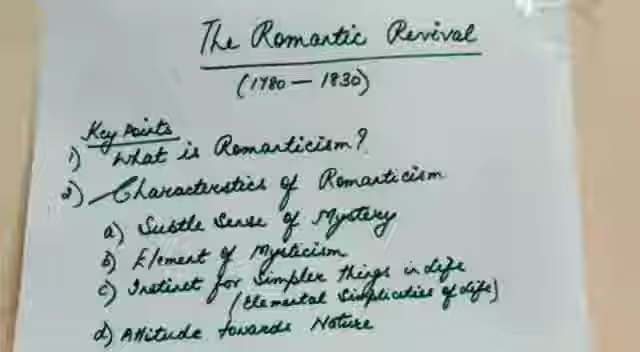 The Romantic Revival
(1780 — 1830)
Key Points
1) What is Romanticism?
2) Characteristics of Romanticism
a) Subtle Sense of Mystery
b) Element of Mysticism
c) Instinct for Simpler things in Life
(Elemental Simplicities of Life)
d) Attitude towards Nature